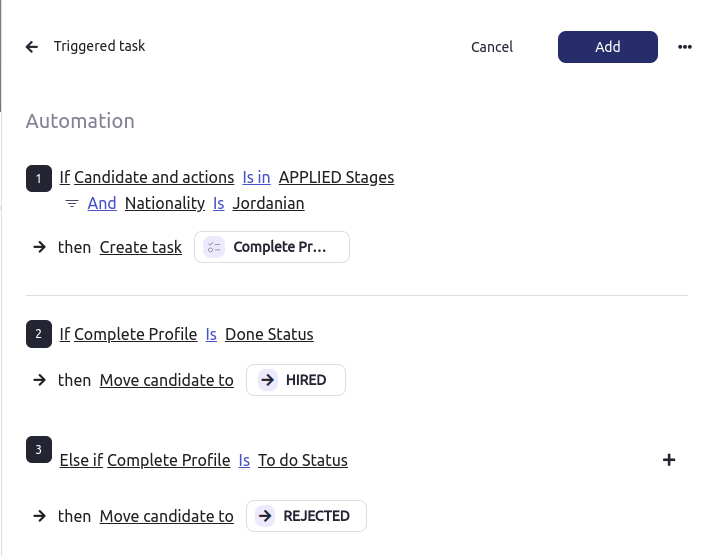 Triggered task Cancel Add
Automation
1 If Candidate and actions Is in APPLIED Stages
And Nationality Is Jordanian
then Create task Complete Pr...
2 If Complete Profile Is Done Status
then Move candidate to HIRED
3 Else if Complete Profile Is To do Status
then Move candidate to REJECTED